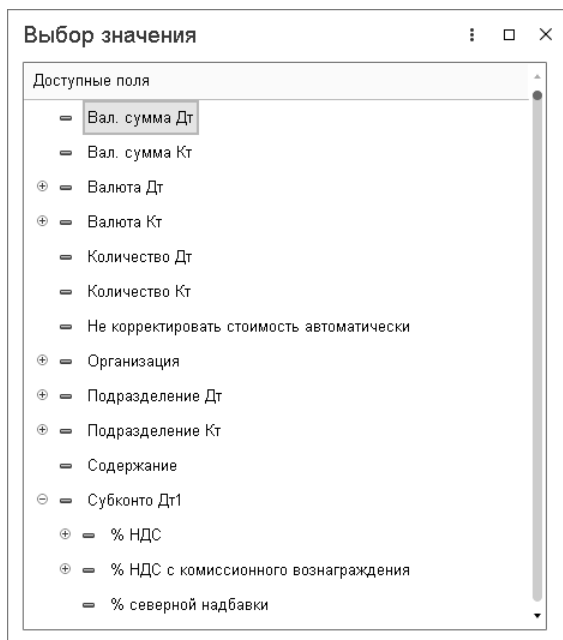 Выбор значения
Доступные поля
Вал. сумма Дт
Вал. сумма Кт
Валюта Дт
Валюта Кт
Количество Дт
Количество Кт
Не корректировать стоимость автоматически
Организация
Подразделение Дт
Подразделение Кт
Содержание
Субконто Дт1
% НДС
% НДС с комиссионного вознаграждения
% северной надбавки